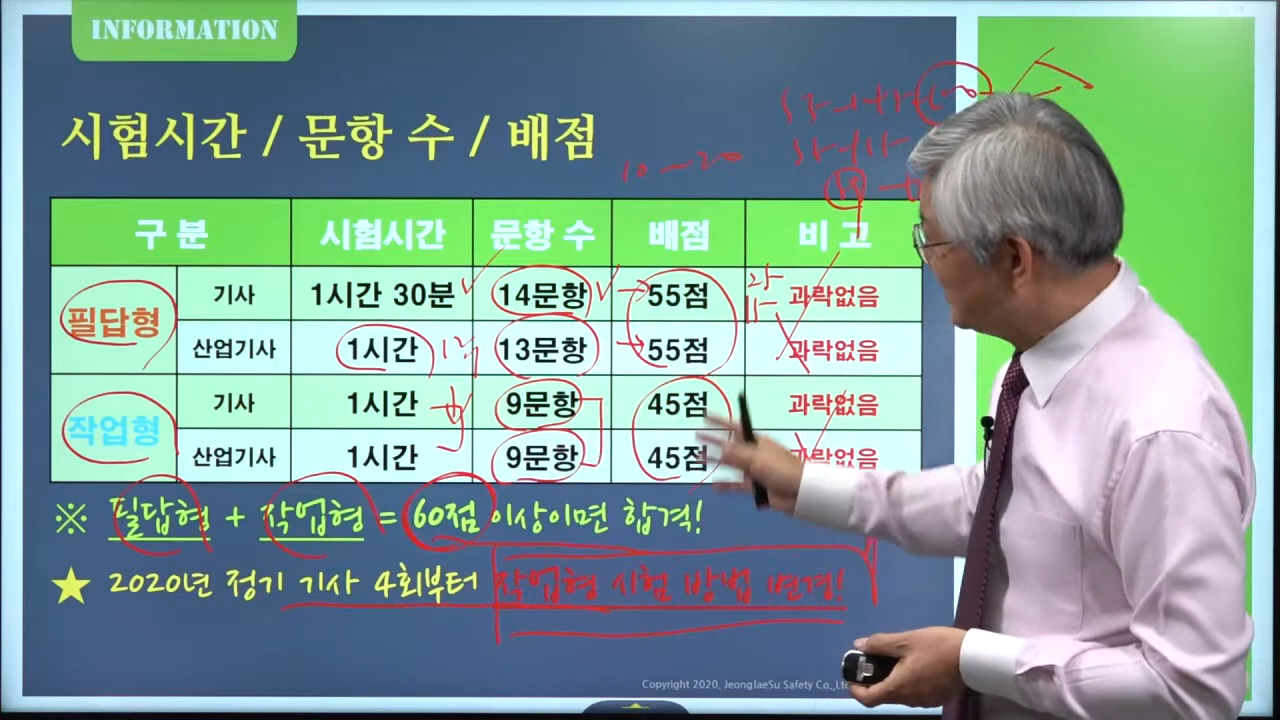 INFORMATION
시험시간 / 문항 수 / 배점
10 — 20
구 분 시험시간 문항 수 배점 비 고
필답형 기사 1시간 30분 14문항 55점 과락없음
산업기사 1시간 13문항 55점 과락없음
작업형 기사 1시간 9문항 45점 과락없음
산업기사 1시간 9문항 45점 과락없음
※ 필답형 + 작업형 = 60점 이상이면 합격!
★ 2020년 정기 기사 4회부터 작업형 시험 방법 변경!
Copyright 2020, JeongJaeSu Safety Co.,Lt